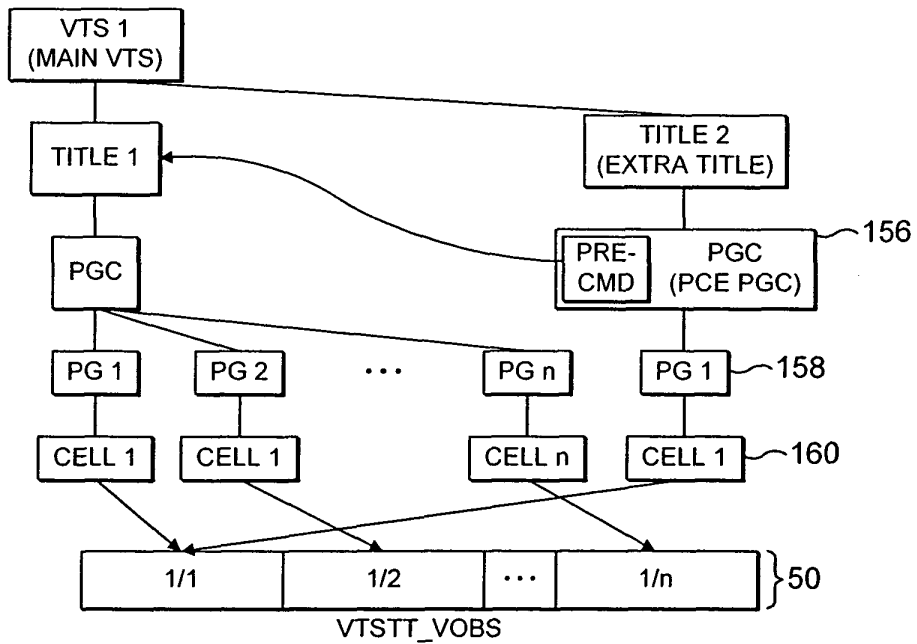 VTS 1
(MAIN VTS)
TITLE 1
TITLE 2
(EXTRA TITLE)
156
PGC
PRE-
CMD
PGC
(PCE PGC)
PG 1
PG 2
...
PG n
PG 1
158
CELL 1
CELL 1
CELL n
CELL 1
160
1/1
1/2
...
1/n
50
VTSTT_VOBS